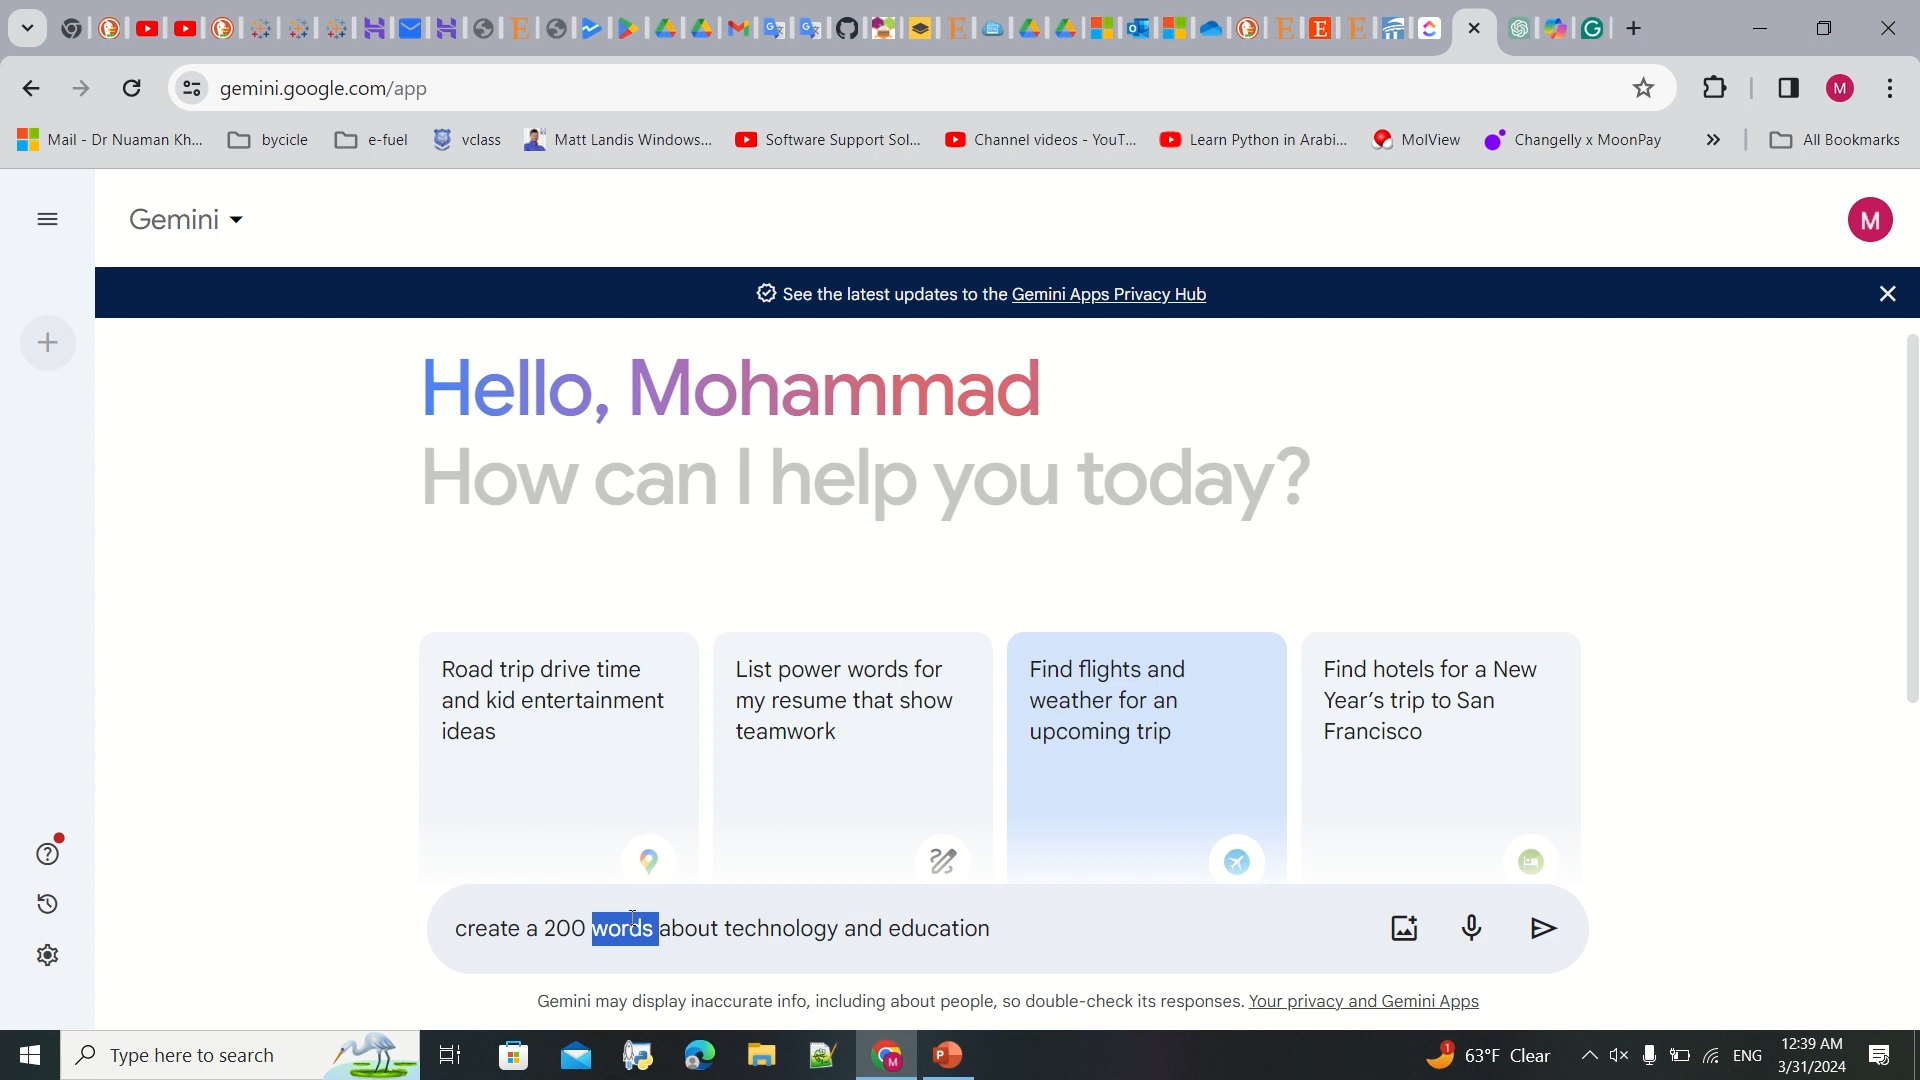 gemini.google.com/app
M
Mail - Dr Nuaman Kh...
bycicle
e-fuel
vclass
Matt Landis Windows...
Software Support Sol...
Channel videos - YouT...
Learn Python in Arabi...
MolView
Changelly x MoonPay
All Bookmarks
Gemini
M
See the latest updates to the Gemini Apps Privacy Hub
Hello, Mohammad
How can I help you today?
Road trip drive time
and kid entertainment
ideas
List power words for
my resume that show
teamwork
Find flights and
weather for an
upcoming trip
Find hotels for a New
Year's trip to San
Francisco
create a 200 words about technology and education
Gemini may display inaccurate info, including about people, so double-check its responses. Your privacy and Gemini Apps
Type here to search
1
63°F Clear
ENG
12:39 AM
3/31/2024